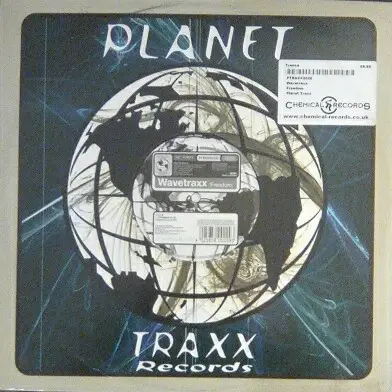 PLANET
Trance
Wavetraxx
Freedom
Planet Traxx
CHEMICAL RECORDS
www.chemical-records.co.uk
Wavetraxx Freedom
TRAXX
Records